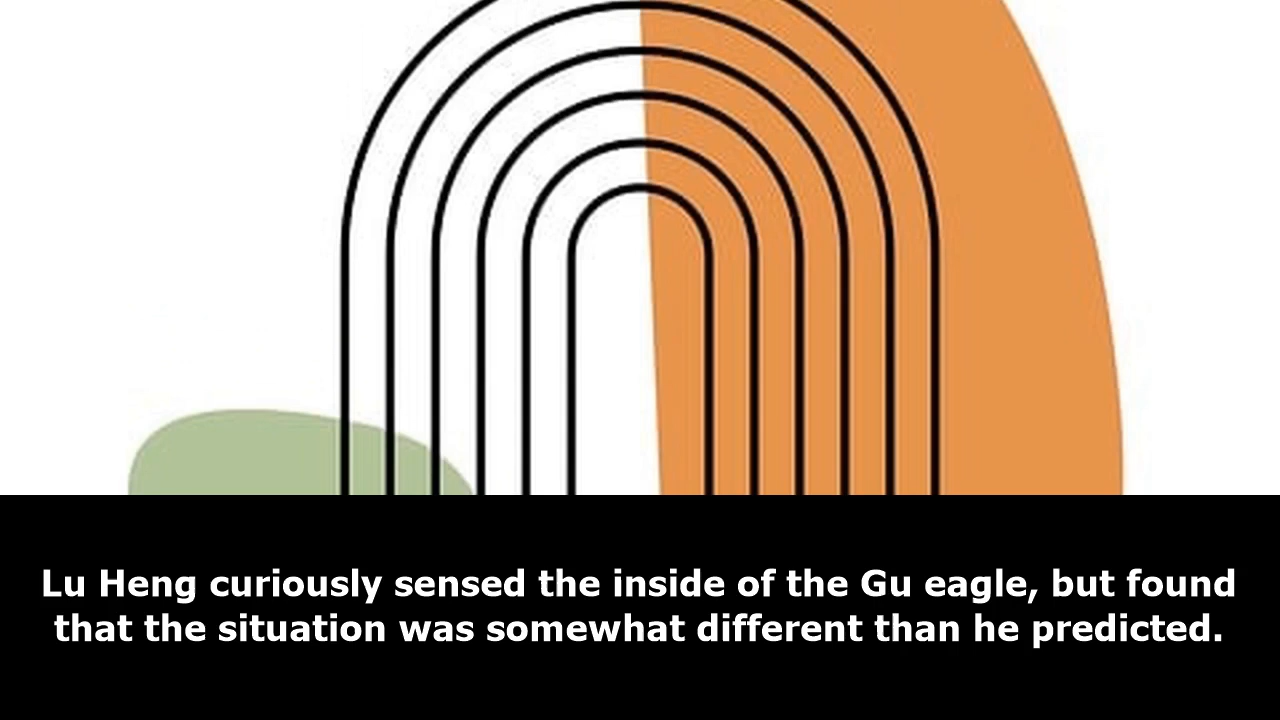 Lu Heng curiously sensed the inside of the Gu eagle, but found
that the situation was somewhat different than he predicted.